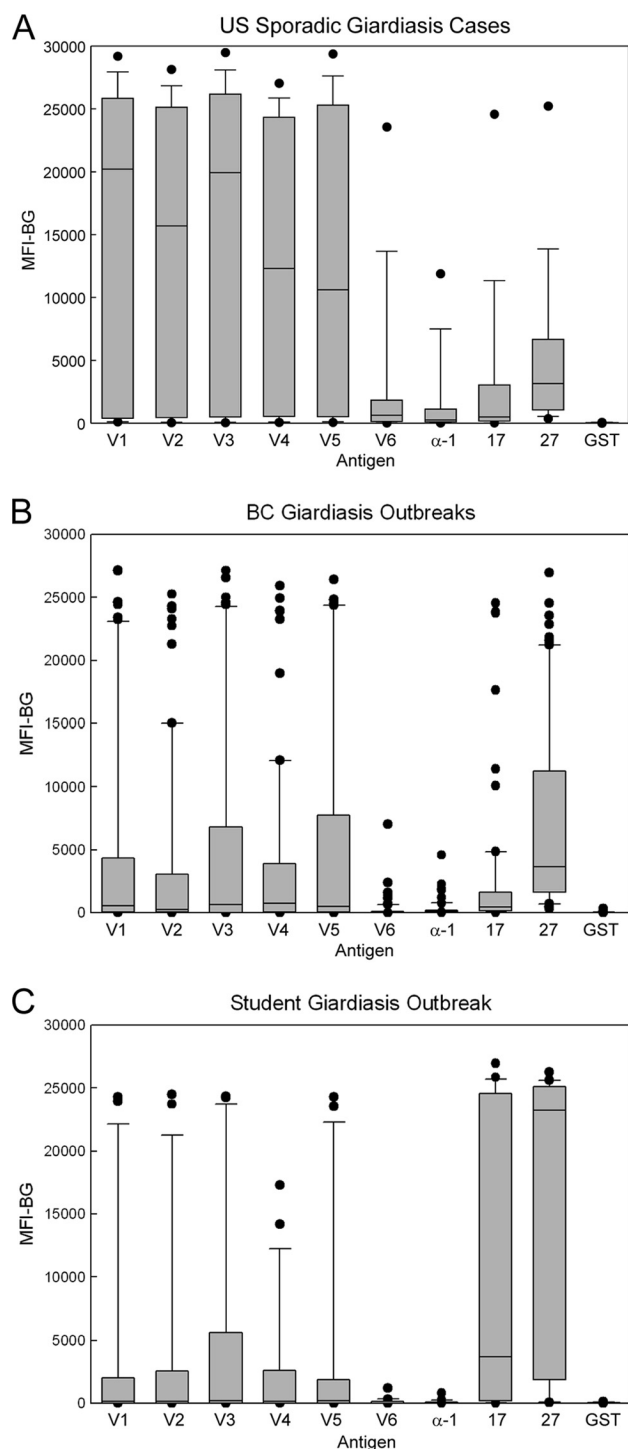 A
US Sporadic Giardiasis Cases
30000
25000
20000
15000
10000
5000
0
MFI-BG
V1 V2 V3 V4 V5 V6 α-1 17 27 GST
Antigen
B
BC Giardiasis Outbreaks
30000
25000
20000
15000
10000
5000
0
MFI-BG
V1 V2 V3 V4 V5 V6 α-1 17 27 GST
Antigen
C
Student Giardiasis Outbreak
30000
25000
20000
15000
10000
5000
0
MFI-BG
V1 V2 V3 V4 V5 V6 α-1 17 27 GST
Antigen